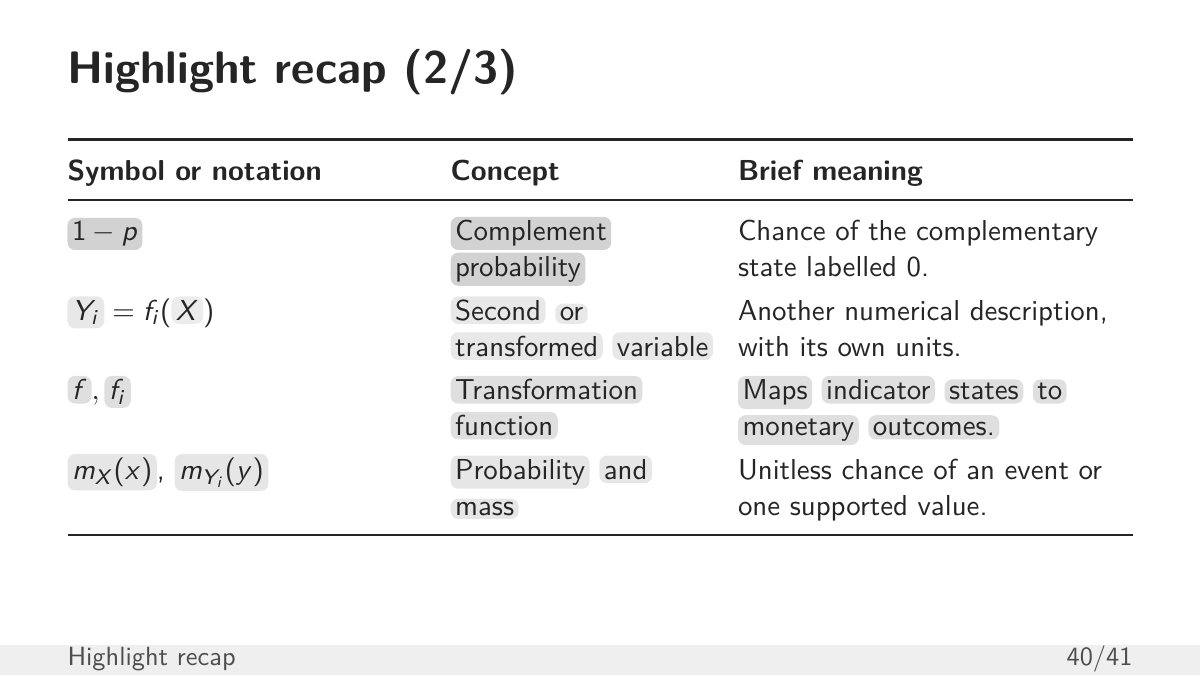 Highlight recap (2/3)
Symbol or notation Concept Brief meaning
1 − p Complement Chance of the complementary
probability state labelled 0.
Yᵢ = fᵢ(X) Second or Another numerical description,
transformed variable with its own units.
f, fᵢ Transformation Maps indicator states to
function monetary outcomes.
m_X(x), m_{Y_i}(y) Probability and Unitless chance of an event or
mass one supported value.
Highlight recap 40/41